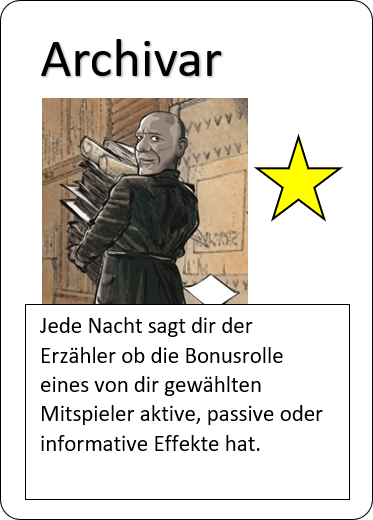 Archivar
Jede Nacht sagt dir der
Erzähler ob die Bonusrolle
eines von dir gewählten
Mitspieler aktive, passive oder
informative Effekte hat.